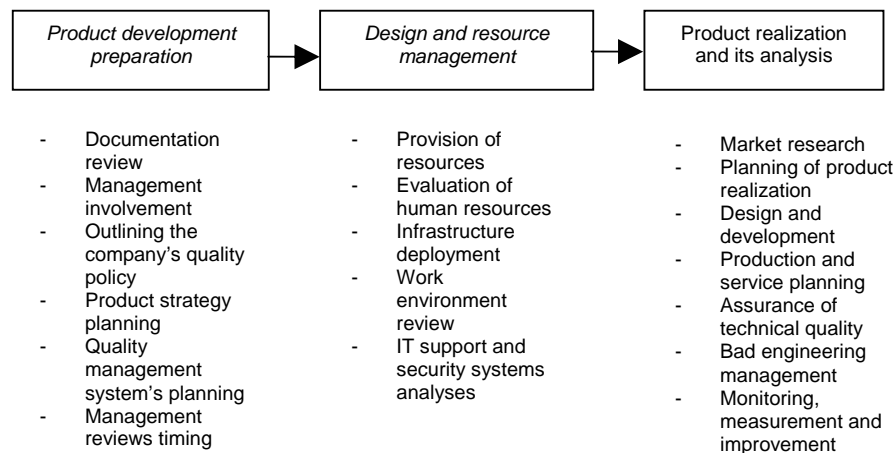 Product development
preparation
Design and resource
management
Product realization
and its analysis
- Documentation
review
- Management
involvement
- Outlining the
company's quality
policy
- Product strategy
planning
- Quality
management
system's planning
- Management
reviews timing
- Provision of
resources
- Evaluation of
human resources
- Infrastructure
deployment
- Work
environment
review
- IT support and
security systems
analyses
- Market research
- Planning of product
realization
- Design and
development
- Production and
service planning
- Assurance of
technical quality
- Bad engineering
management
- Monitoring,
measurement and
improvement